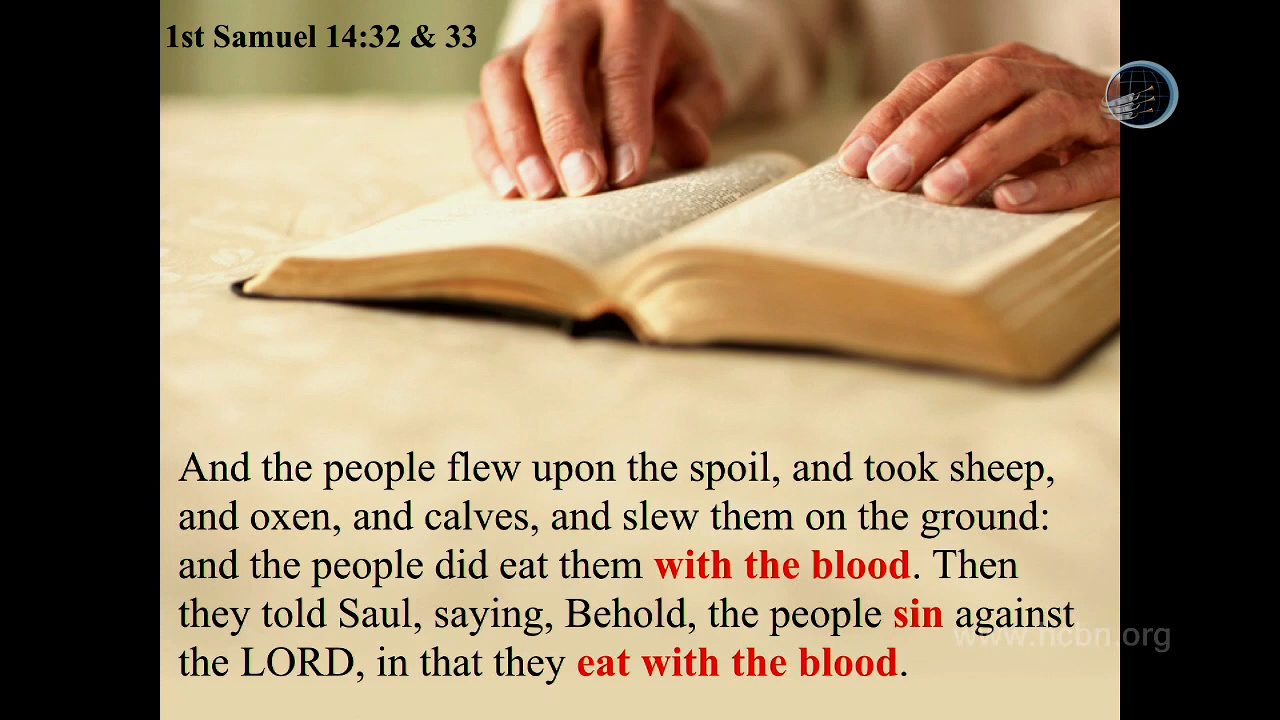 1st Samuel 14:32 & 33
And the people flew upon the spoil, and took sheep,
and oxen, and calves, and slew them on the ground:
and the people did eat them with the blood. Then
they told Saul, saying, Behold, the people sin against
the LORD, in that they eat with the blood.
www.hcbn.org